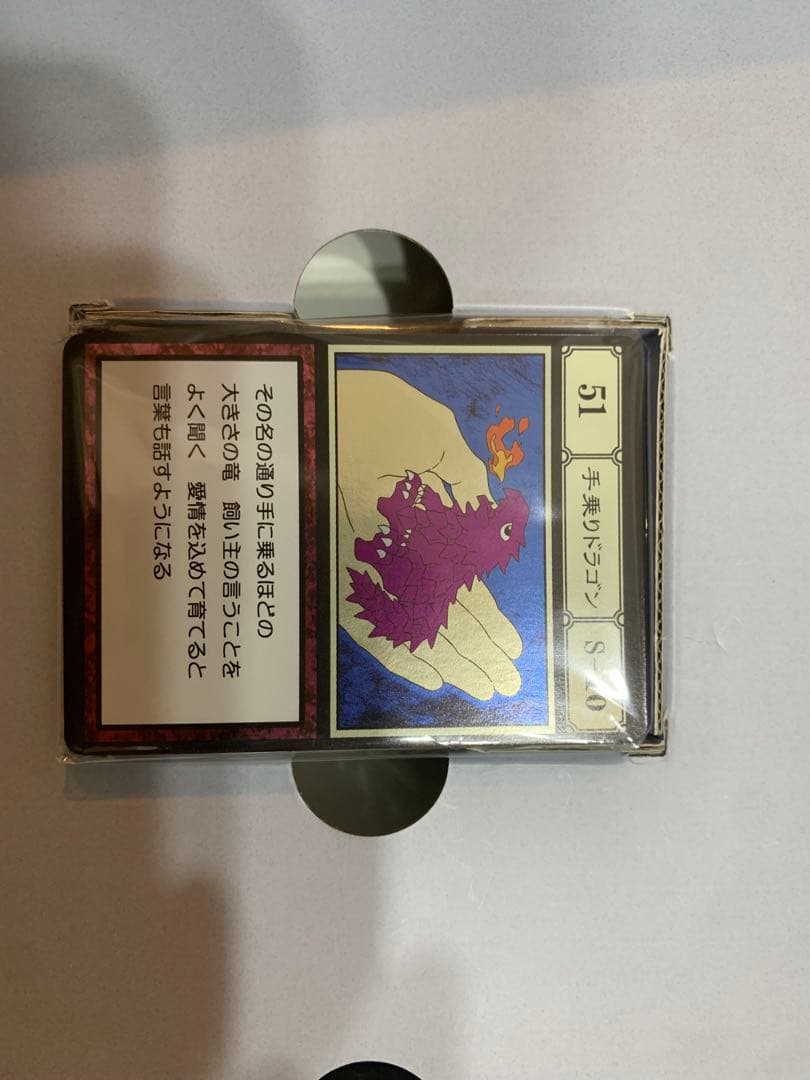 51
手乗りドラゴン
S-10
その名の通り手に乗るほどの
大きさの竜　飼い主の言うことを
よく聞く　愛情を込めて育てると
言葉も話すようになる